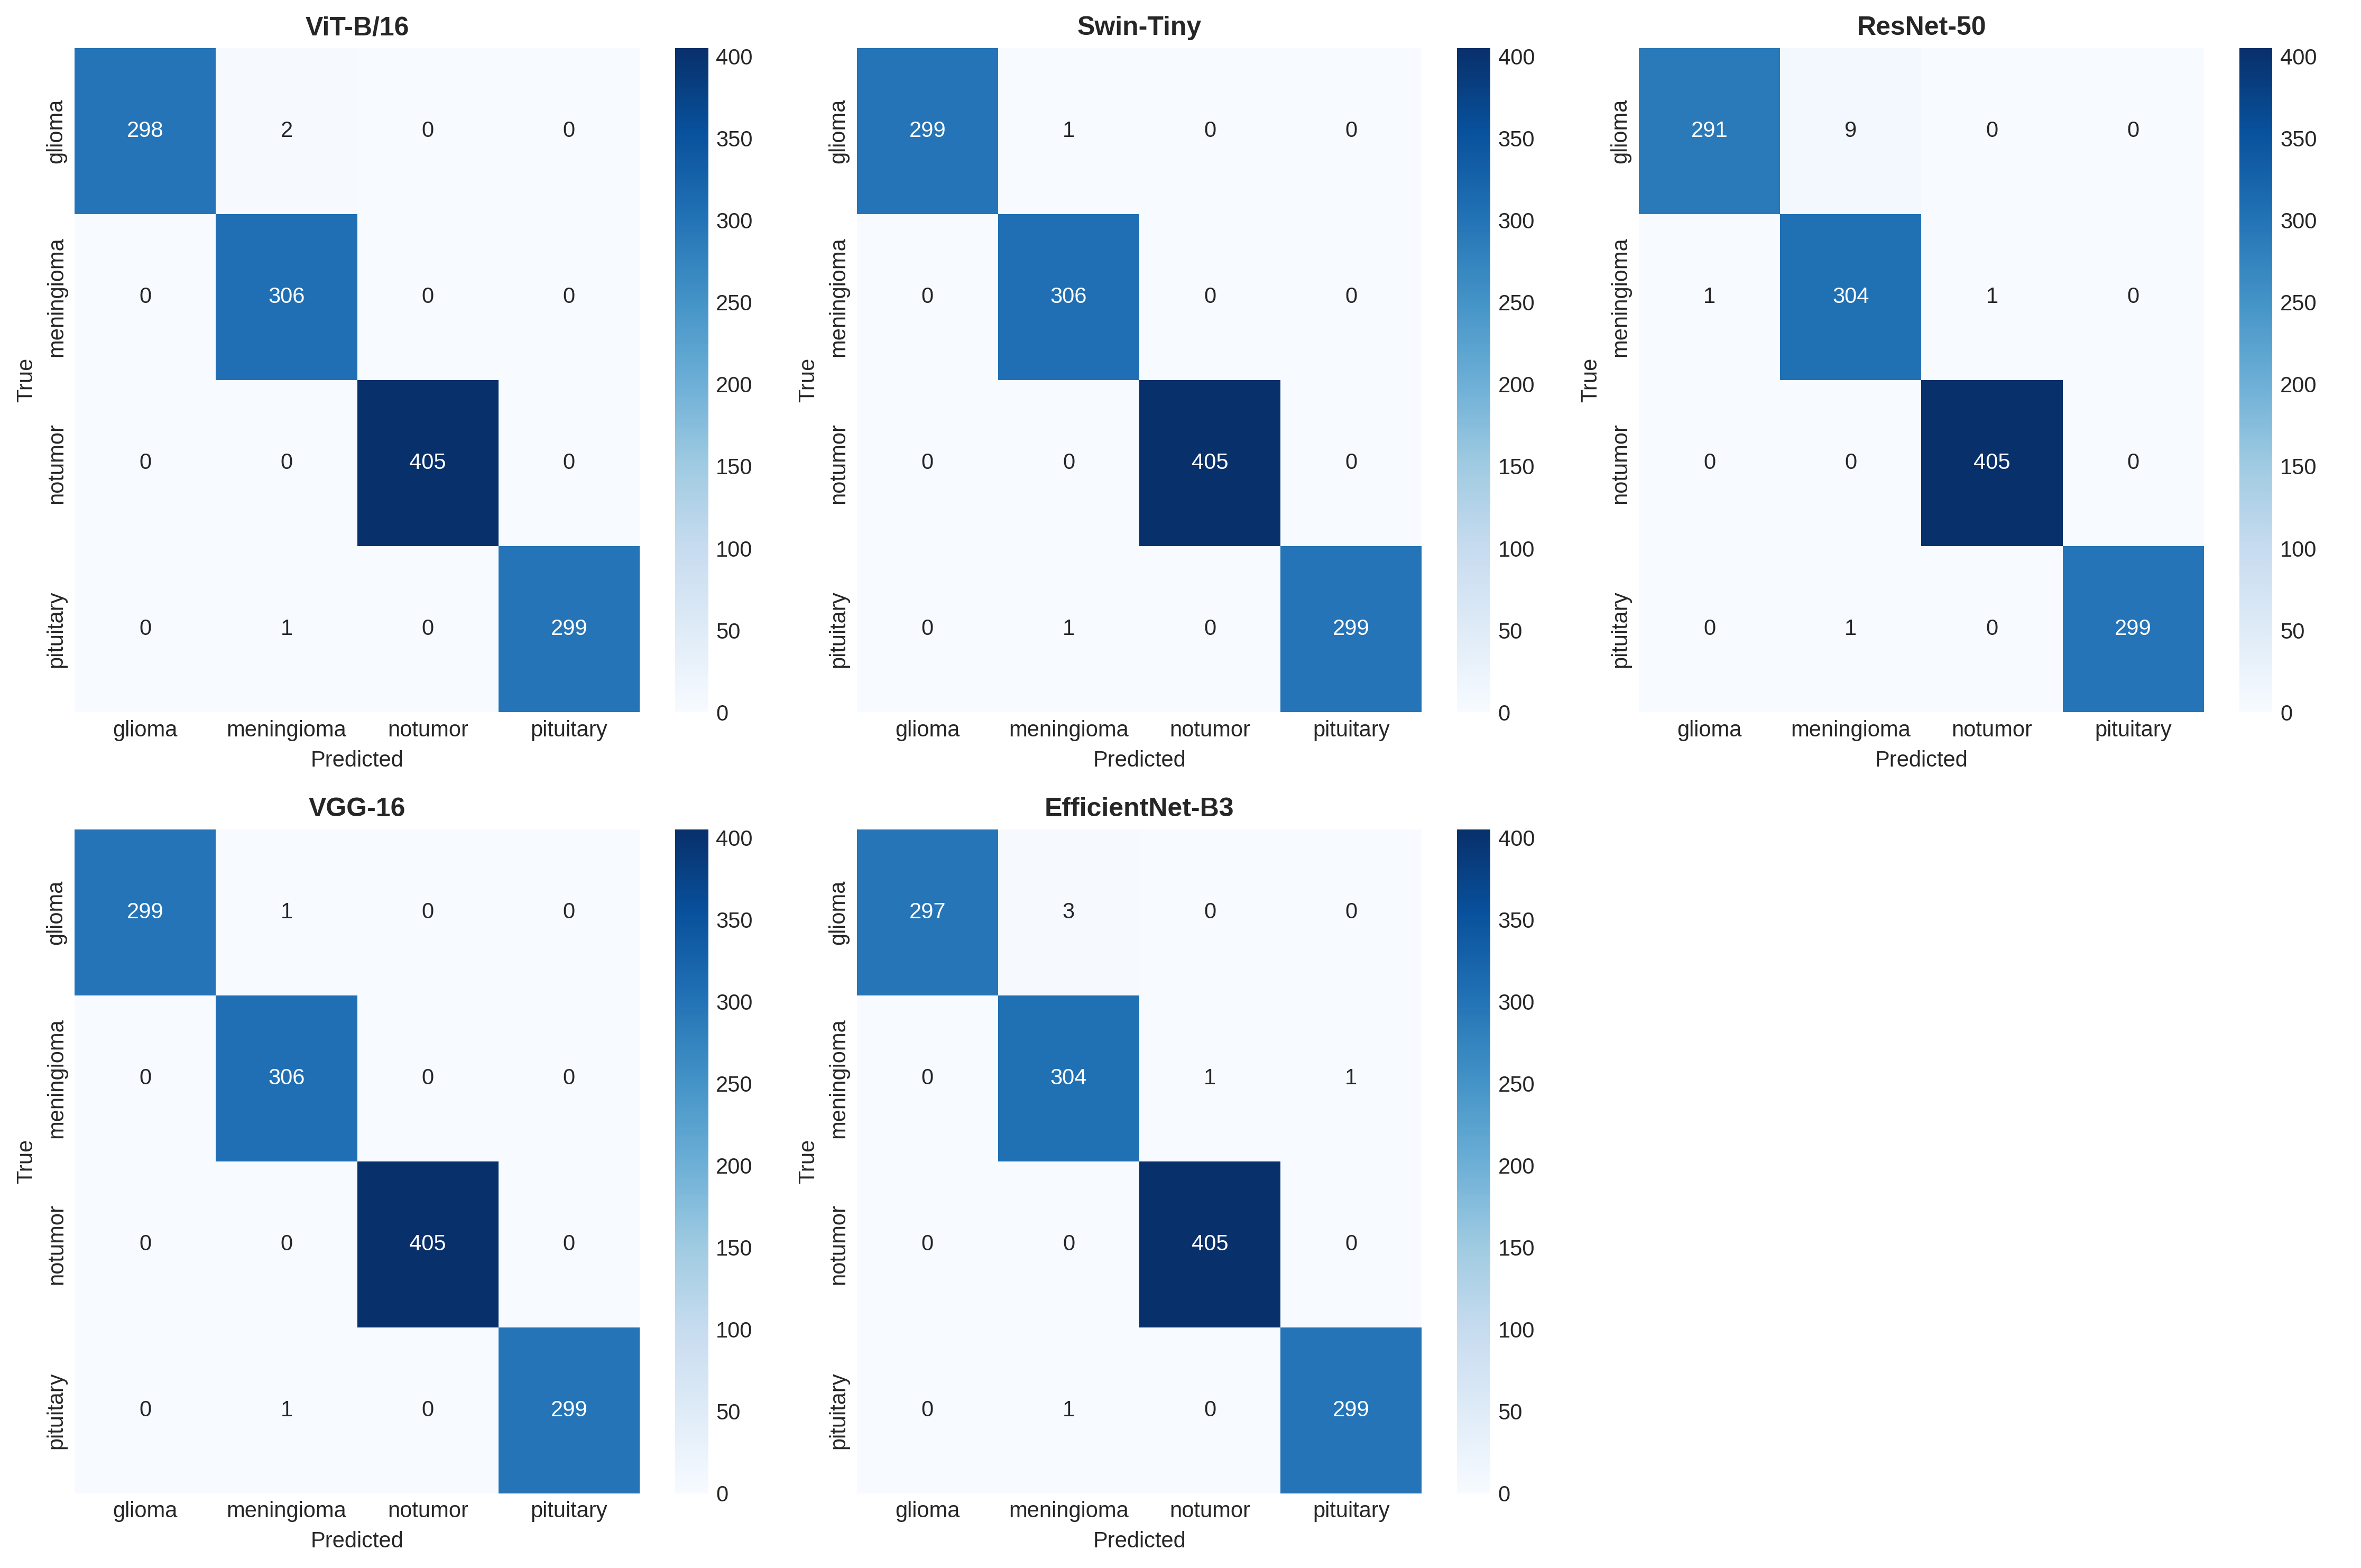 ViT-B/16
glioma 298 2 0 0
meningioma 0 306 0 0
notumor 0 0 405 0
pituitary 0 1 0 299
True
glioma meningioma notumor pituitary
Predicted
400
350
300
250
200
150
100
50
0
Swin-Tiny
glioma 299 1 0 0
meningioma 0 306 0 0
notumor 0 0 405 0
pituitary 0 1 0 299
True
glioma meningioma notumor pituitary
Predicted
400
350
300
250
200
150
100
50
0
ResNet-50
glioma 291 9 0 0
meningioma 1 304 1 0
notumor 0 0 405 0
pituitary 0 1 0 299
True
glioma meningioma notumor pituitary
Predicted
400
350
300
250
200
150
100
50
0
VGG-16
glioma 299 1 0 0
meningioma 0 306 0 0
notumor 0 0 405 0
pituitary 0 1 0 299
True
glioma meningioma notumor pituitary
Predicted
400
350
300
250
200
150
100
50
0
EfficientNet-B3
glioma 297 3 0 0
meningioma 0 304 1 1
notumor 0 0 405 0
pituitary 0 1 0 299
True
glioma meningioma notumor pituitary
Predicted
400
350
300
250
200
150
100
50
0